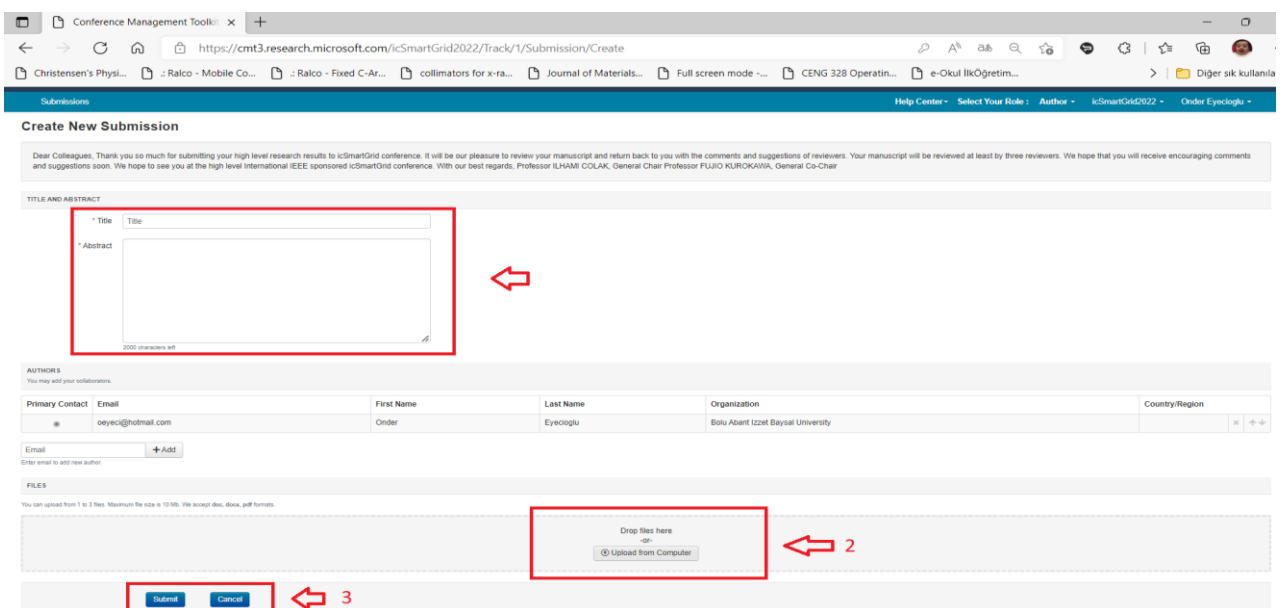 Conference Management Toolkit
https://cmt3.research.microsoft.com/icSmartGrid2022/Track/1/Submission/Create
Christensen's Physi... .: Ralco - Mobile Co... .: Ralco - Fixed C-Ar... collimators for x-ra... Journal of Materials... Full screen mode -... CENG 328 Operatin... e-Okul İlkÖğretim... Diğer sık kullanıla
Submissions Help Center Select Your Role : Author icSmartGrid2022 Onder Eyecioglu
Create New Submission
Dear Colleagues, Thank you so much for submitting your high level research results to icSmartGrid conference. It will be our pleasure to review your manuscript and return back to you with the comments and suggestions of reviewers. Your manuscript will be reviewed at least by three reviewers. We hope that you will receive encouraging comments
and suggestions soon. We hope to see you at the high level International IEEE sponsored icSmartGrid conference. With our best regards, Professor ILHAMI COLAK, General Chair Professor FUJIO KUROKAWA, General Co-Chair
TITLE AND ABSTRACT
* Title Title
* Abstract
2000 characters left
AUTHORS
You may add your collaborators.
Primary Contact Email First Name Last Name Organization Country/Region
oeyeci@hotmail.com Onder Eyecioglu Bolu Abant Izzet Baysal University
Email + Add
Enter email to add new author.
FILES
You can upload from 1 to 3 files. Maximum file size is 10 Mb. We accept doc, docx, pdf formats.
Drop files here
-or-
Upload from Computer
2
Submit Cancel 3